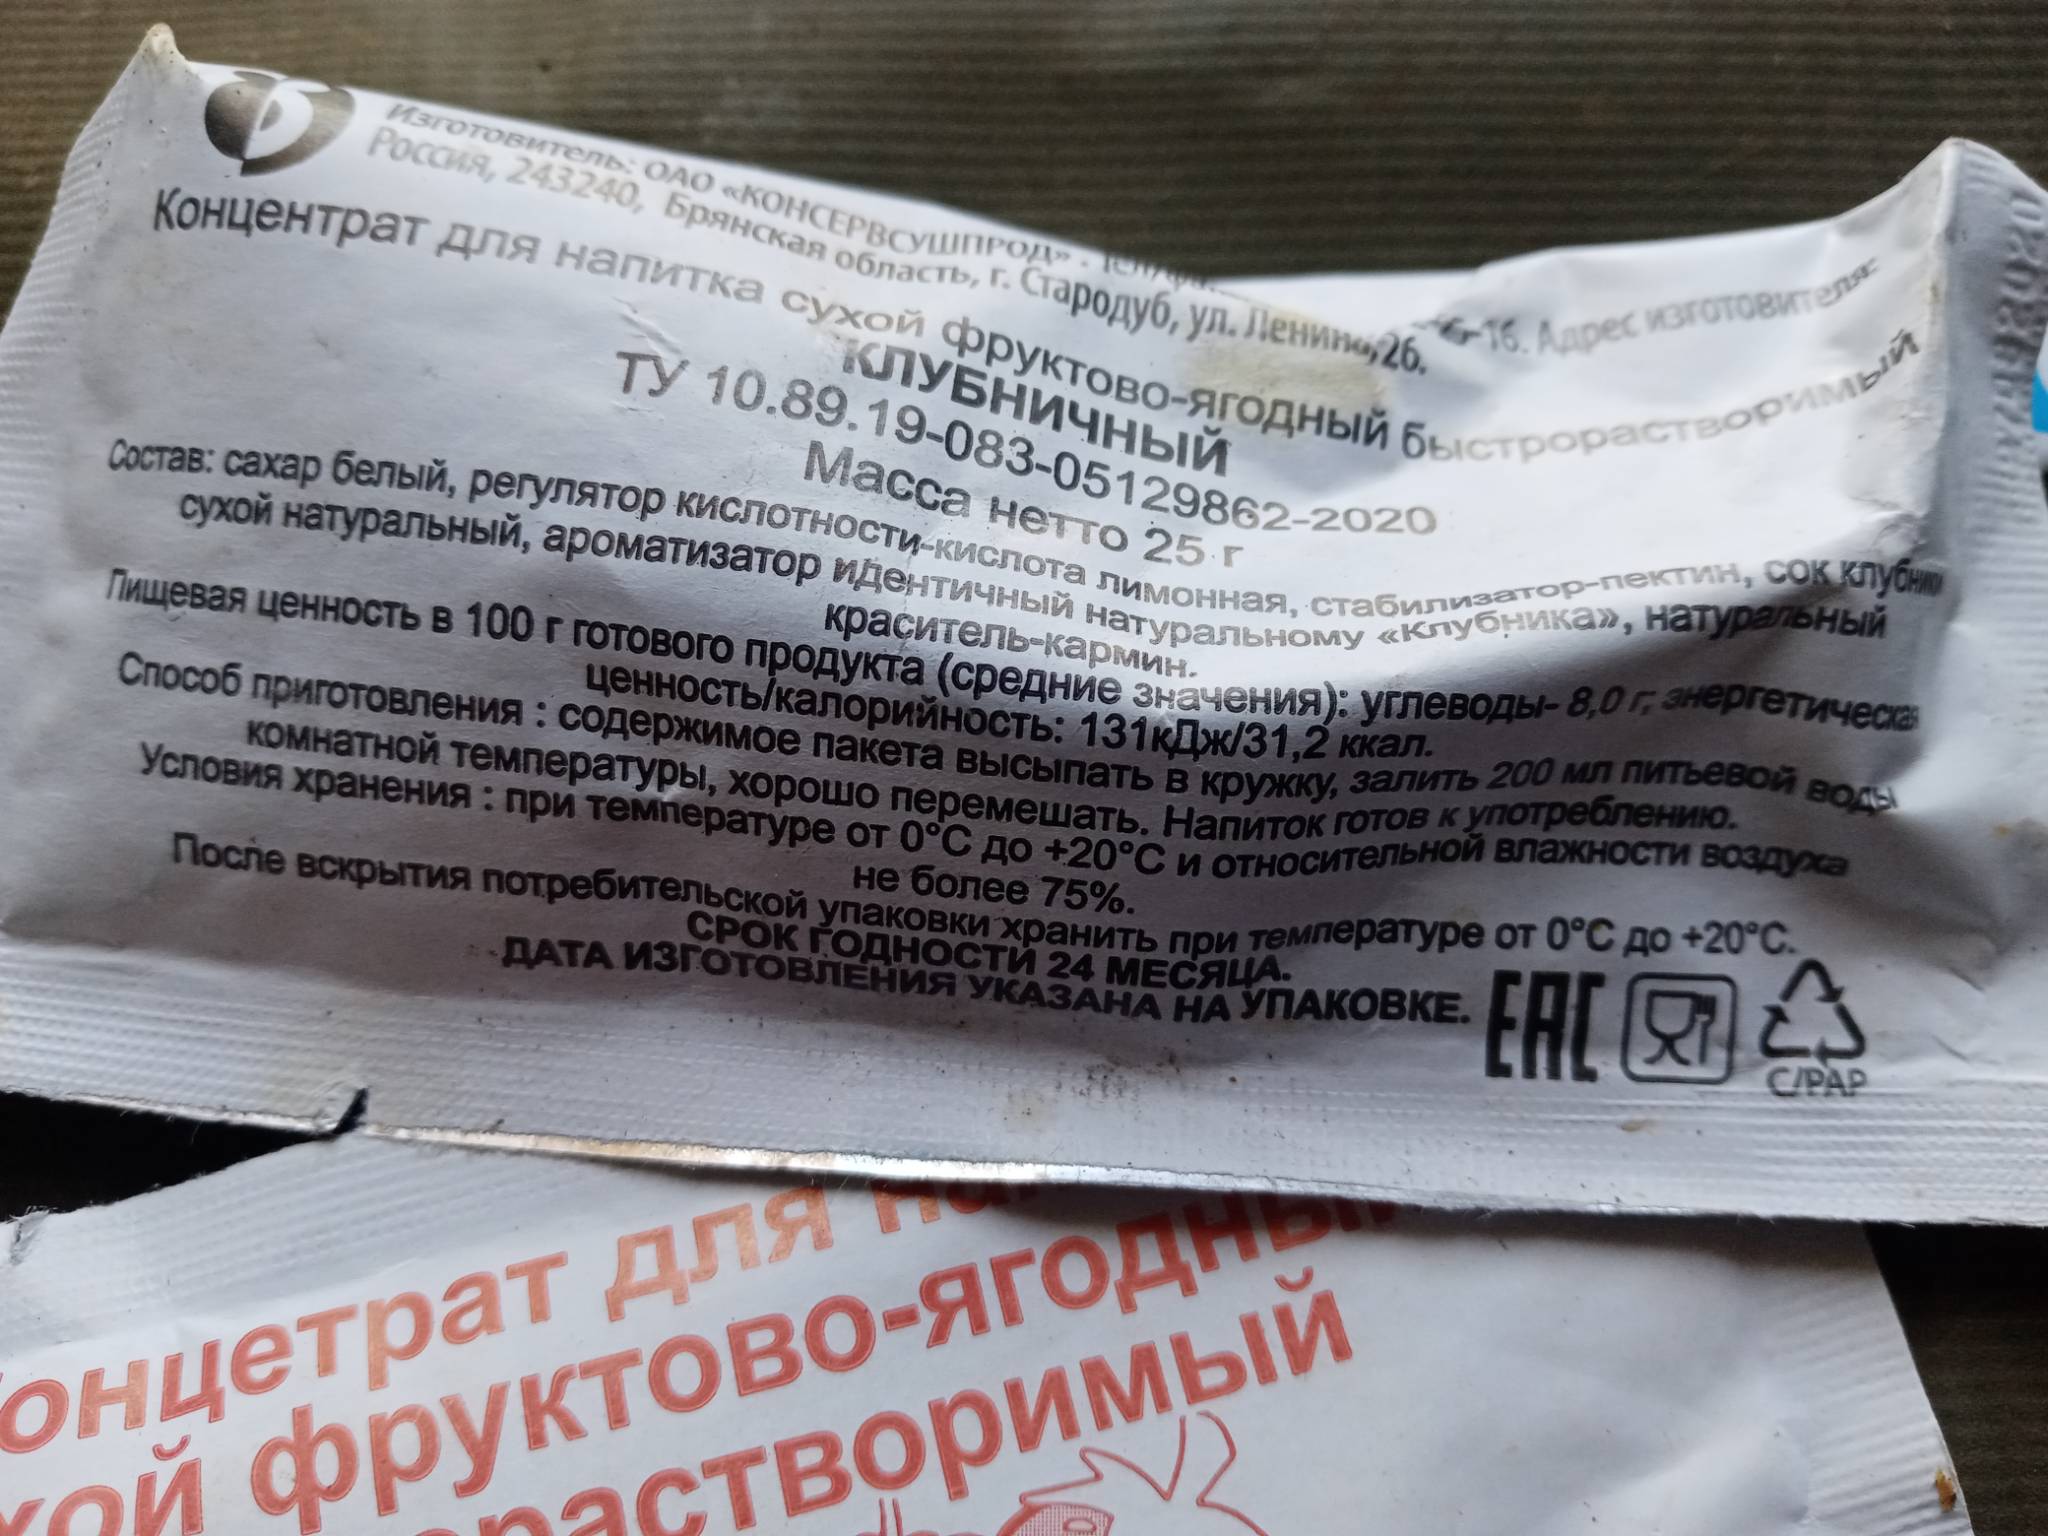 Изготовитель: ОАО «КОНСЕРВСУШПРОД» - 16. Адрес изготовителя:
Россия, 243240, Брянская область, г. Стародуб, ул. Ленина, 26.
Концентрат для напитка сухой фруктово-ягодный быстрорастворимый
КЛУБНИЧНЫЙ
ТУ 10.89.19-083-05129862-2020
Масса нетто 25 г
Состав: сахар белый, регулятор кислотности-кислота лимонная, стабилизатор-пектин, сок клубники
сухой натуральный, ароматизатор идентичный натуральному «Клубника», натуральный
краситель-кармин.
Пищевая ценность в 100 г готового продукта (средние значения): углеводы- 8,0 г, энергетическая
ценность/калорийность: 131кДж/31,2 ккал.
Способ приготовления : содержимое пакета высыпать в кружку, залить 200 мл питьевой воды
комнатной температуры, хорошо перемешать. Напиток готов к употреблению.
Условия хранения : при температуре от 0°С до +20°С и относительной влажности воздуха
не более 75%.
После вскрытия потребительской упаковки хранить при температуре от 0°С до +20°С.
СРОК ГОДНОСТИ 24 МЕСЯЦА.
ДАТА ИЗГОТОВЛЕНИЯ УКАЗАНА НА УПАКОВКЕ.
EAC
C/PAP
онцетрат для на
хой фруктово-ягодный
растворимый